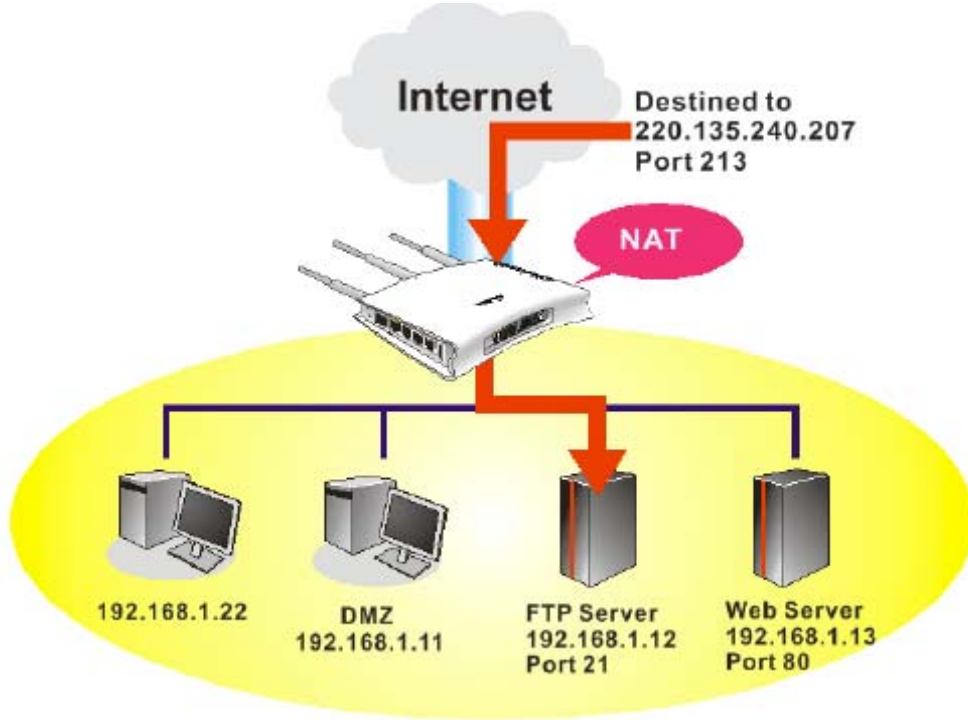 Internet
Destined to
220.135.240.207
Port 213
NAT
192.168.1.22
DMZ
192.168.1.11
FTP Server
192.168.1.12
Port 21
Web Server
192.168.1.13
Port 80